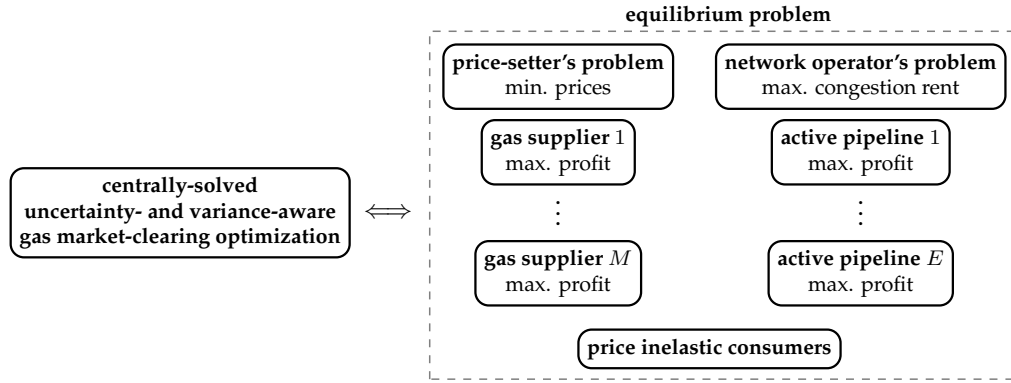 equilibrium problem
price-setter's problem
min. prices
network operator's problem
max. congestion rent
gas supplier 1
max. profit
active pipeline 1
max. profit
centrally-solved
uncertainty- and variance-aware
gas market-clearing optimization
⟺
⋮
⋮
gas supplier M
max. profit
active pipeline E
max. profit
price inelastic consumers